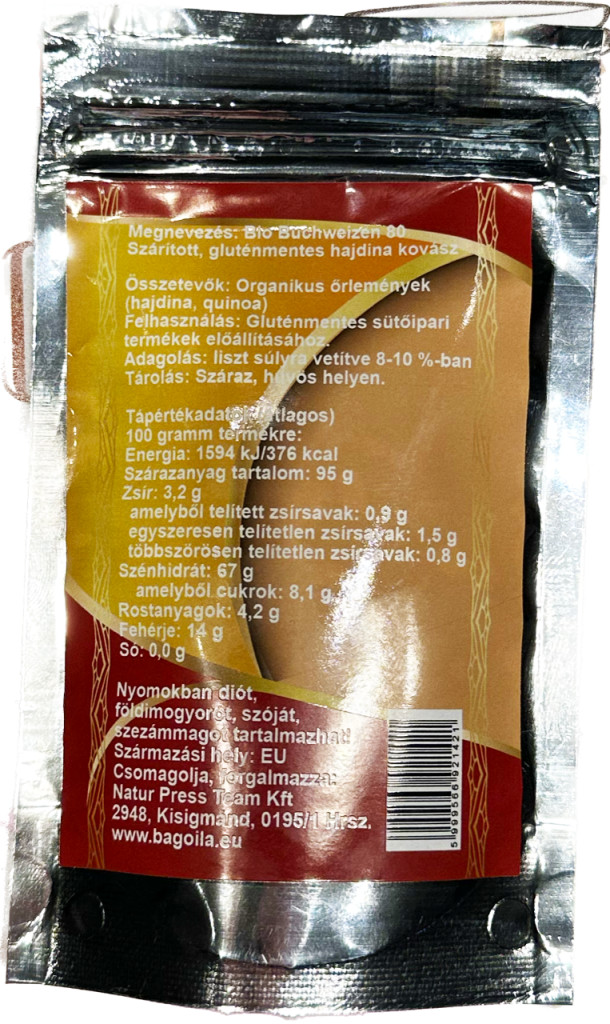 Megnevezés: Bio Buchweizen 80
Szárított, gluténmentes hajdina kovász
Összetevők: Organikus őrlemények
(hajdina, quinoa)
Felhasználás: Gluténmentes sütőipari
termékek előállításához.
Adagolás: liszt súlyra vetítve 8-10 %-ban
Tárolás: Száraz, hűvös helyen.
Tápértékadatok (átlagos)
100 gramm termékre:
Energia: 1594 kJ/376 kcal
Szárazanyag tartalom: 95 g
Zsír: 3,2 g
amelyből telített zsírsavak: 0,9 g
egyszeresen telítetlen zsírsavak: 1,5 g
többszörösen telítetlen zsírsavak: 0,8 g
Szénhidrát: 67 g
amelyből cukrok: 8,1 g
Rostanyagok: 4,2 g
Fehérje: 14 g
Só: 0,0 g
Nyomokban diót,
földimogyorót, szóját,
szezámmagot tartalmazhat!
Származási hely: EU
Csomagolja, forgalmazza:
Natur Press Team Kft
2948, Kisigmánd, 0195/1 Hrsz.
www.bagoila.eu
5999566921421